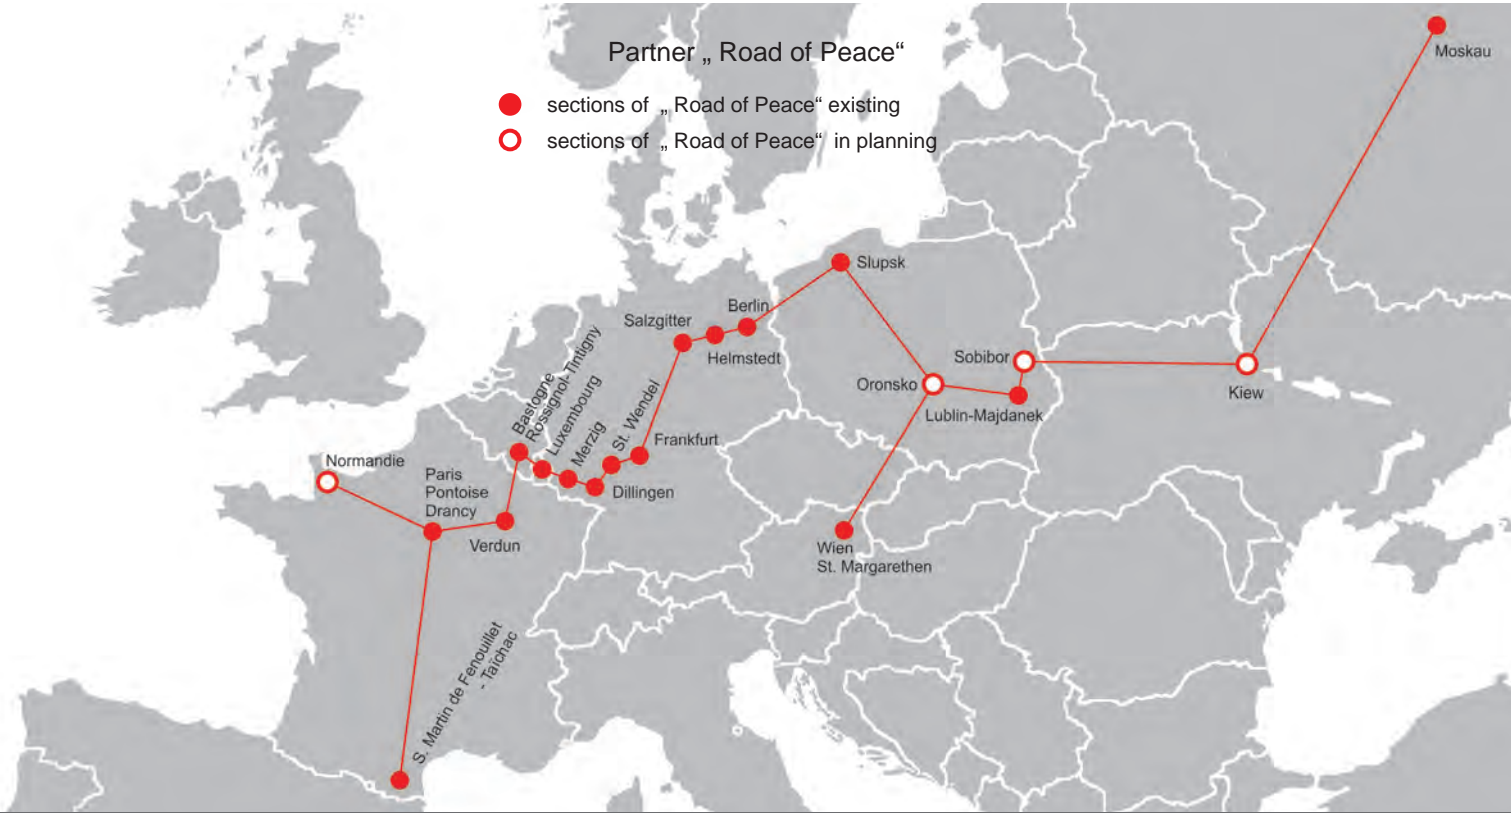 Partner „ Road of Peace“
sections of „ Road of Peace“ existing
sections of „ Road of Peace“ in planning
Moskau
Slupsk
Berlin
Salzgitter
Helmstedt
Sobibor
Oronsko
Kiew
Lublin-Majdanek
Bastogne
Rossignol-Tintigny
Luxembourg
Merzig
St. Wendel
Frankfurt
Dillingen
Normandie
Paris
Pontoise
Drancy
Verdun
Wien
St. Margarethen
S. Martin de Fenouillet
- Taïchac